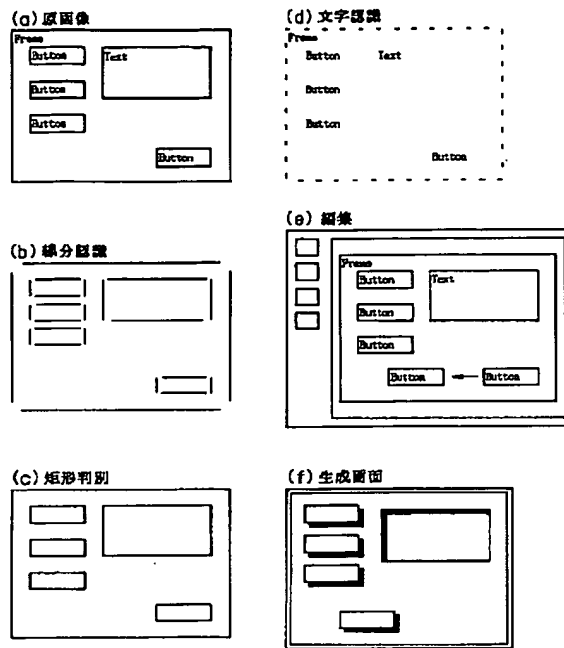 (a) 原画像
Frame
Button
Text
Button
Button
Button
(b) 線分認識
(c) 矩形判別
(d) 文字認識
Frame
Button
Text
Button
Button
Button
(e) 編集
Frame
Button
Text
Button
Button
Button
Button
(f) 生成画面